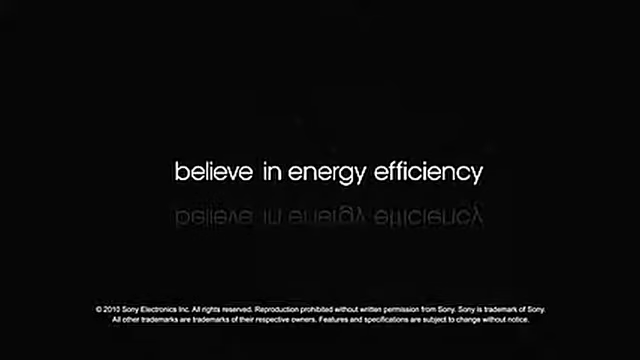 believe in energy efficiency
© 2010 Sony Electronics Inc. All rights reserved. Reproduction prohibited without written permission from Sony. Sony is trademark of Sony.
All other trademarks are trademarks of their respective owners. Features and specifications are subject to change without notice.